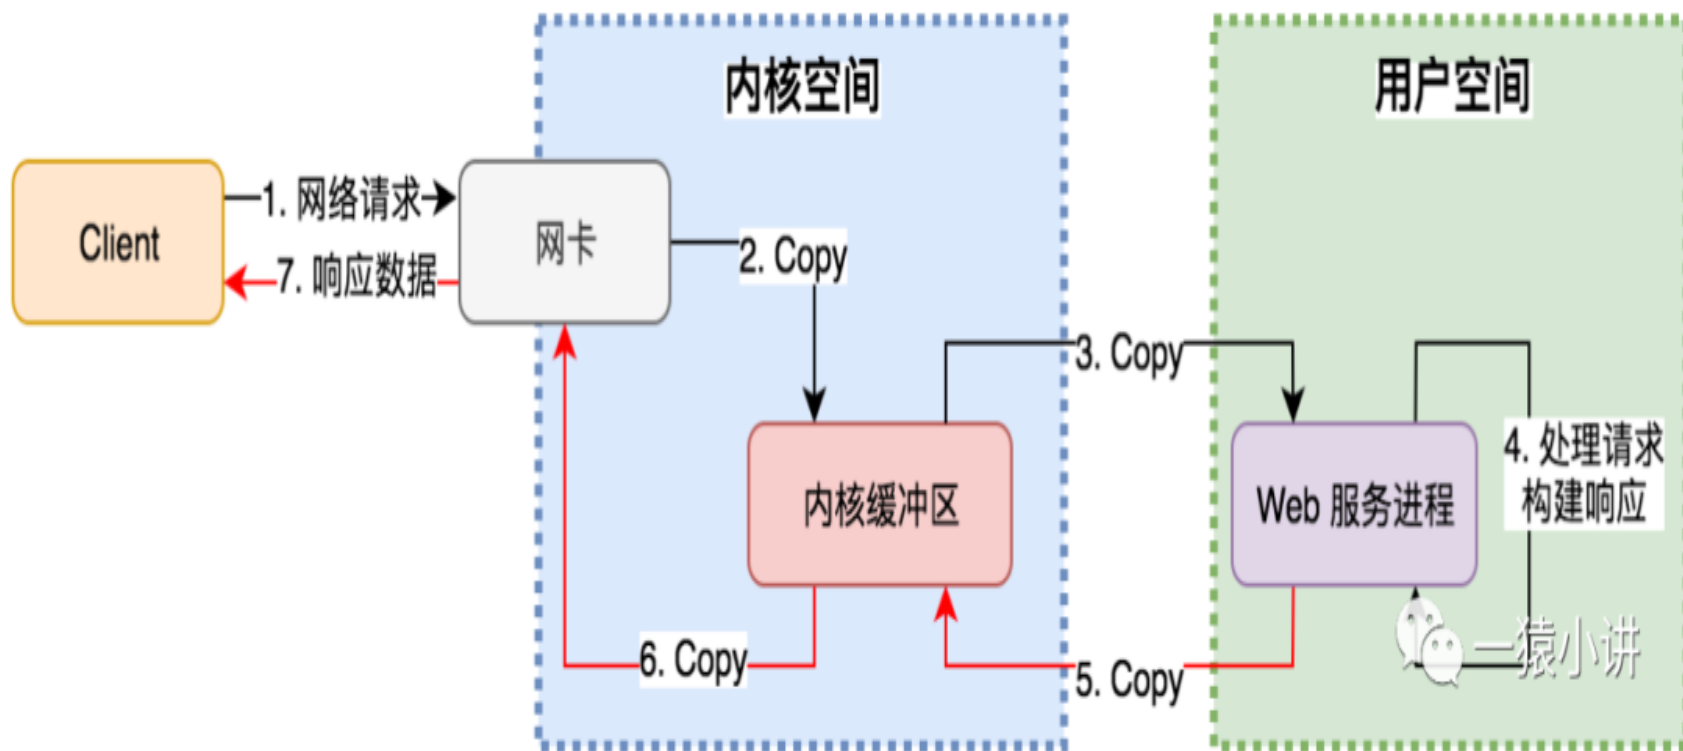 内核空间
用户空间
Client
1. 网络请求
7. 响应数据
网卡
2. Copy
3. Copy
内核缓冲区
Web 服务进程
4. 处理请求
构建响应
6. Copy
5. Copy
一猿小讲